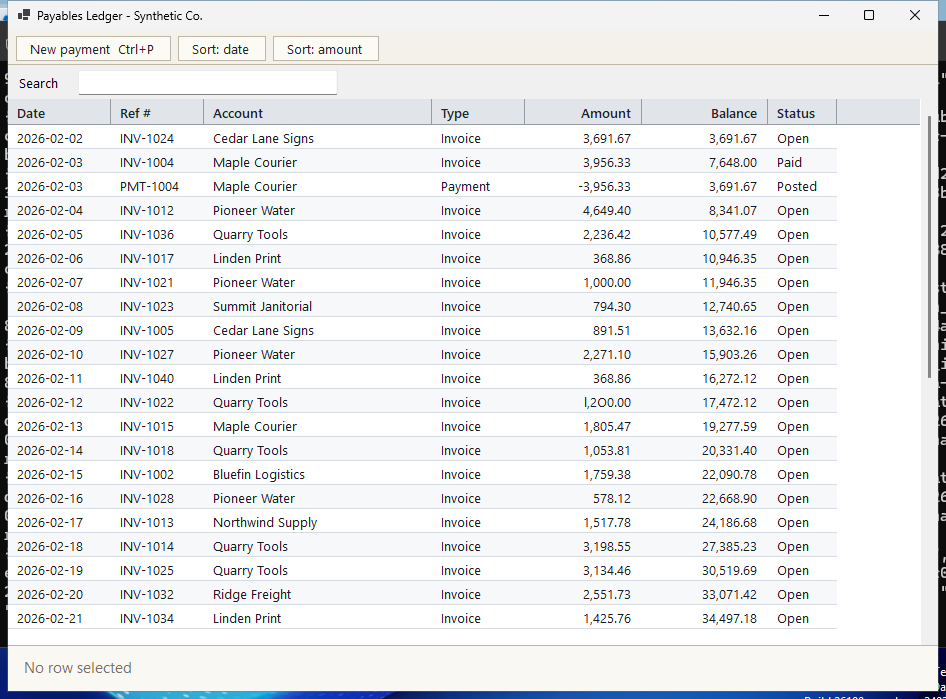 Payables Ledger - Synthetic Co.
New payment Ctrl+P Sort: date Sort: amount
Search
Date Ref # Account Type Amount Balance Status
2026-02-02 INV-1024 Cedar Lane Signs Invoice 3,691.67 3,691.67 Open
2026-02-03 INV-1004 Maple Courier Invoice 3,956.33 7,648.00 Paid
2026-02-03 PMT-1004 Maple Courier Payment -3,956.33 3,691.67 Posted
2026-02-04 INV-1012 Pioneer Water Invoice 4,649.40 8,341.07 Open
2026-02-05 INV-1036 Quarry Tools Invoice 2,236.42 10,577.49 Open
2026-02-06 INV-1017 Linden Print Invoice 368.86 10,946.35 Open
2026-02-07 INV-1021 Pioneer Water Invoice 1,000.00 11,946.35 Open
2026-02-08 INV-1023 Summit Janitorial Invoice 794.30 12,740.65 Open
2026-02-09 INV-1005 Cedar Lane Signs Invoice 891.51 13,632.16 Open
2026-02-10 INV-1027 Pioneer Water Invoice 2,271.10 15,903.26 Open
2026-02-11 INV-1040 Linden Print Invoice 368.86 16,272.12 Open
2026-02-12 INV-1022 Quarry Tools Invoice l,2O0.00 17,472.12 Open
2026-02-13 INV-1015 Maple Courier Invoice 1,805.47 19,277.59 Open
2026-02-14 INV-1018 Quarry Tools Invoice 1,053.81 20,331.40 Open
2026-02-15 INV-1002 Bluefin Logistics Invoice 1,759.38 22,090.78 Open
2026-02-16 INV-1028 Pioneer Water Invoice 578.12 22,668.90 Open
2026-02-17 INV-1013 Northwind Supply Invoice 1,517.78 24,186.68 Open
2026-02-18 INV-1014 Quarry Tools Invoice 3,198.55 27,385.23 Open
2026-02-19 INV-1025 Quarry Tools Invoice 3,134.46 30,519.69 Open
2026-02-20 INV-1032 Ridge Freight Invoice 2,551.73 33,071.42 Open
2026-02-21 INV-1034 Linden Print Invoice 1,425.76 34,497.18 Open
No row selected